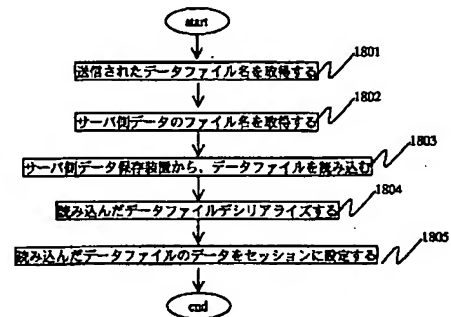 start
送信されたデータファイル名を取得する
1801
サーバ側データのファイル名を取得する
1802
サーバ側データ保存装置から、データファイルを読み込む
1803
読み込んだデータファイルデシリアライズする
1804
読み込んだデータファイルのデータをセッションに設定する
1805
end